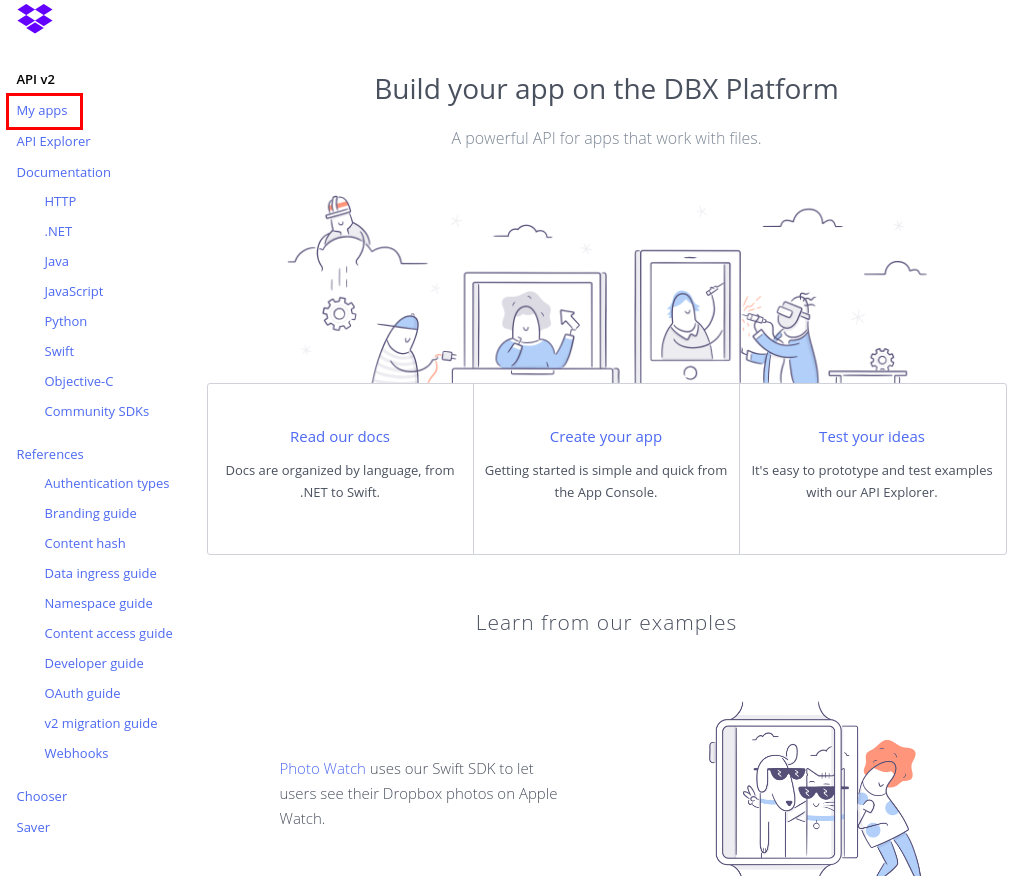 API v2
My apps
API Explorer
Documentation
HTTP
.NET
Java
JavaScript
Python
Swift
Objective-C
Community SDKs
References
Authentication types
Branding guide
Content hash
Data ingress guide
Namespace guide
Content access guide
Developer guide
OAuth guide
v2 migration guide
Webhooks
Chooser
Saver
Build your app on the DBX Platform
A powerful API for apps that work with files.
Read our docs
Docs are organized by language, from
.NET to Swift.
Create your app
Getting started is simple and quick from
the App Console.
Test your ideas
It's easy to prototype and test examples
with our API Explorer.
Learn from our examples
Photo Watch uses our Swift SDK to let
users see their Dropbox photos on Apple
Watch.